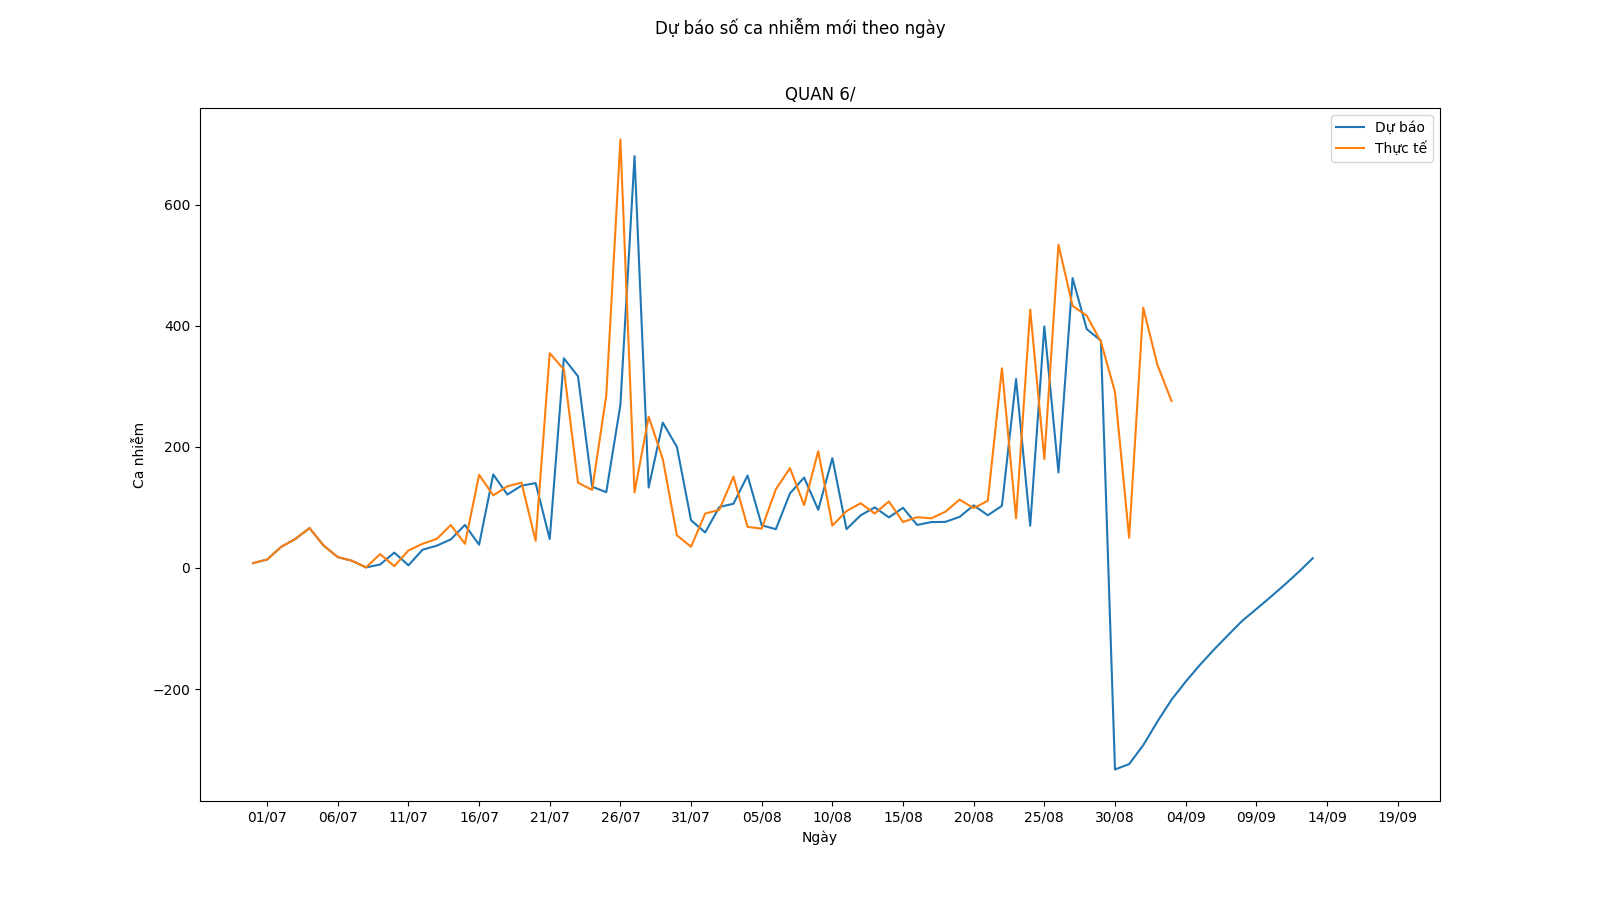 Dự báo số ca nhiễm mới theo ngày
QUAN 6/
Dự báo
Thực tế
600
400
200
0
−200
Ca nhiễm
01/07 06/07 11/07 16/07 21/07 26/07 31/07 05/08 10/08 15/08 20/08 25/08 30/08 04/09 09/09 14/09 19/09
Ngày